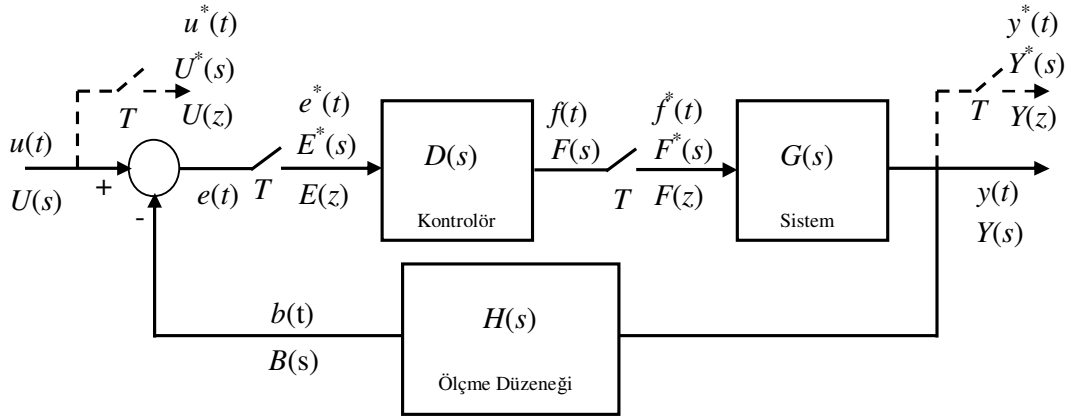 u*(t)
U*(s)
T
U(z)
u(t)
U(s)
+
-
e(t)
T
e*(t)
E*(s)
E(z)
D(s)
Kontrolör
f(t)
F(s)
T
f*(t)
F*(s)
F(z)
G(s)
Sistem
y*(t)
Y*(s)
T
Y(z)
y(t)
Y(s)
b(t)
B(s)
H(s)
Ölçme Düzeneği